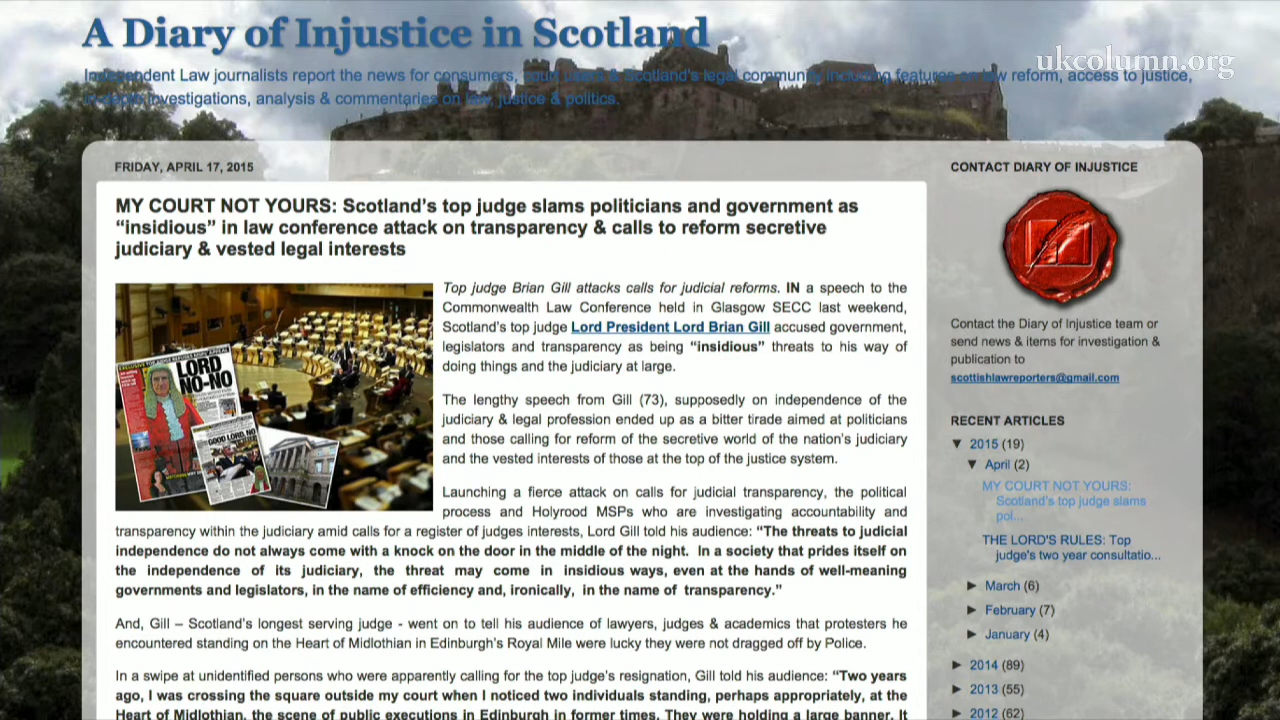 A Diary of Injustice in Scotland
ukcolumn.org
Independent Law journalists report the news for consumers, court users & Scotland's legal community including features on law reform, access to justice,
investigations, analysis & commentaries on law, justice & politics.
FRIDAY, APRIL 17, 2015
MY COURT NOT YOURS: Scotland's top judge slams politicians and government as
“insidious” in law conference attack on transparency & calls to reform secretive
judiciary & vested legal interests
LORD
NO-NO
GOOD LORD, NO
Top judge Brian Gill attacks calls for judicial reforms. IN a speech to the
Commonwealth Law Conference held in Glasgow SECC last weekend,
Scotland's top judge Lord President Lord Brian Gill accused government,
legislators and transparency as being “insidious” threats to his way of
doing things and the judiciary at large.
The lengthy speech from Gill (73), supposedly on independence of the
judiciary & legal profession ended up as a bitter tirade aimed at politicians
and those calling for reform of the secretive world of the nation's judiciary
and the vested interests of those at the top of the justice system.
Launching a fierce attack on calls for judicial transparency, the political
process and Holyrood MSPs who are investigating accountability and
transparency within the judiciary amid calls for a register of judges interests, Lord Gill told his audience: “The threats to judicial
independence do not always come with a knock on the door in the middle of the night. In a society that prides itself on
the independence of its judiciary, the threat may come in insidious ways, even at the hands of well-meaning
governments and legislators, in the name of efficiency and, ironically, in the name of transparency.”
And, Gill – Scotland's longest serving judge - went on to tell his audience of lawyers, judges & academics that protesters he
encountered standing on the Heart of Midlothian in Edinburgh's Royal Mile were lucky they were not dragged off by Police.
In a swipe at unidentified persons who were apparently calling for the top judge's resignation, Gill told his audience: “Two years
ago, I was crossing the square outside my court when I noticed two individuals standing, perhaps appropriately, at the
Heart of Midlothian, the scene of public executions in Edinburgh in former times. They were holding a large banner. It
CONTACT DIARY OF INJUSTICE
Contact the Diary of Injustice team or
send news & items for investigation &
publication to
scottishlawreporters@gmail.com
RECENT ARTICLES
▼ 2015 (19)
▼ April (2)
MY COURT NOT YOURS:
Scotland's top judge slams
pol...
THE LORD'S RULES: Top
judge's two year consultatio...
► March (6)
► February (7)
► January (4)
► 2014 (89)
► 2013 (55)
► 2012 (62)